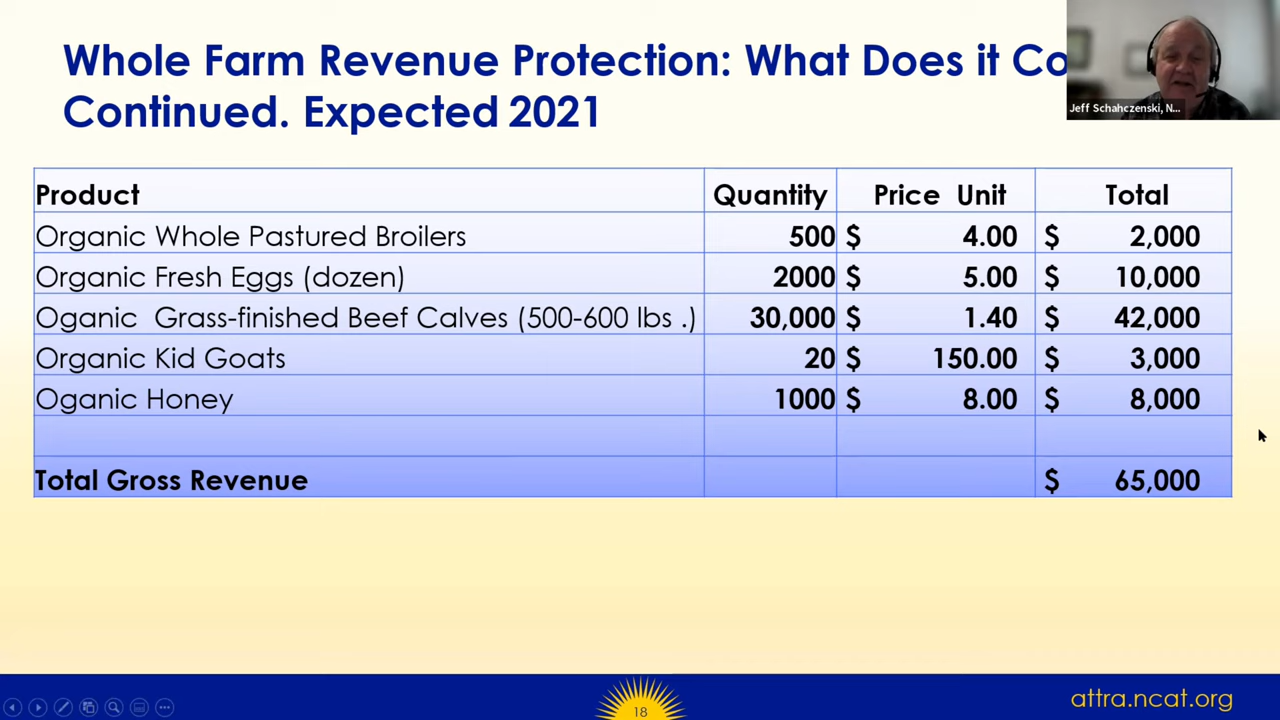 Whole Farm Revenue Protection: What Does it Co
Continued. Expected 2021
Jeff Schahczenski, N...
Product Quantity Price Unit Total
Organic Whole Pastured Broilers 500 $ 4.00 $ 2,000
Organic Fresh Eggs (dozen) 2000 $ 5.00 $ 10,000
Oganic Grass-finished Beef Calves (500-600 lbs .) 30,000 $ 1.40 $ 42,000
Organic Kid Goats 20 $ 150.00 $ 3,000
Oganic Honey 1000 $ 8.00 $ 8,000
Total Gross Revenue $ 65,000
18
attra.ncat.org